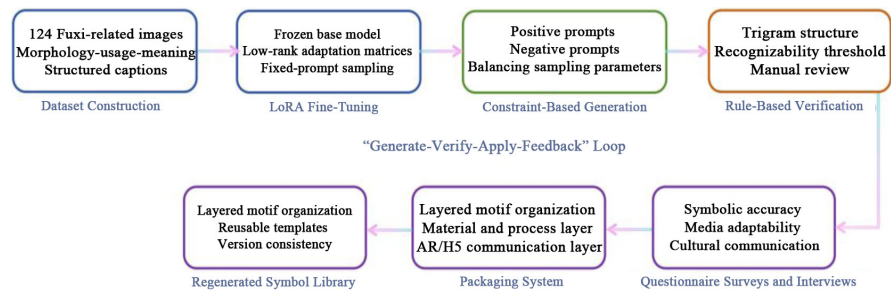 124 Fuxi-related images
Morphology-usage-meaning
Structured captions
Dataset Construction
Frozen base model
Low-rank adaptation matrices
Fixed-prompt sampling
LoRA Fine-Tuning
Positive prompts
Negative prompts
Balancing sampling parameters
Constraint-Based Generation
Trigram structure
Recognizability threshold
Manual review
Rule-Based Verification
“Generate-Verify-Apply-Feedback” Loop
Layered motif organization
Reusable templates
Version consistency
Regenerated Symbol Library
Layered motif organization
Material and process layer
AR/H5 communication layer
Packaging System
Symbolic accuracy
Media adaptability
Cultural communication
Questionnaire Surveys and Interviews